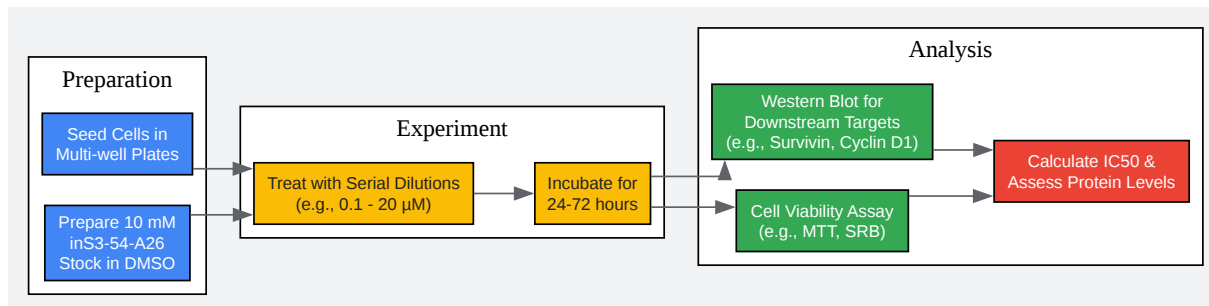 Preparation
Seed Cells in
Multi-well Plates
Prepare 10 mM
inS3-54-A26
Stock in DMSO
Experiment
Treat with Serial Dilutions
(e.g., 0.1 - 20 µM)
Incubate for
24-72 hours
Analysis
Western Blot for
Downstream Targets
(e.g., Survivin, Cyclin D1)
Cell Viability Assay
(e.g., MTT, SRB)
Calculate IC50 &
Assess Protein Levels